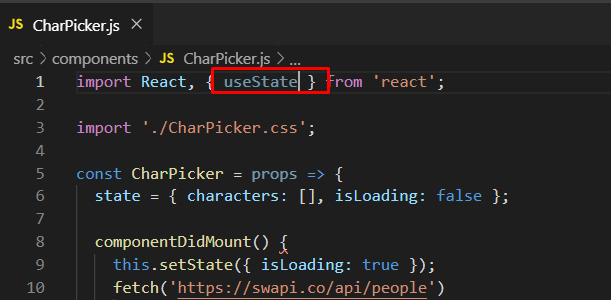 JS CharPicker.js ×
src > components > JS CharPicker.js > ...
1 import React, { useState } from 'react';
2
3 import './CharPicker.css';
4
5 const CharPicker = props => {
6 state = { characters: [], isLoading: false };
7
8 componentDidMount() {
9 this.setState({ isLoading: true });
10 fetch('https://swapi.co/api/people')